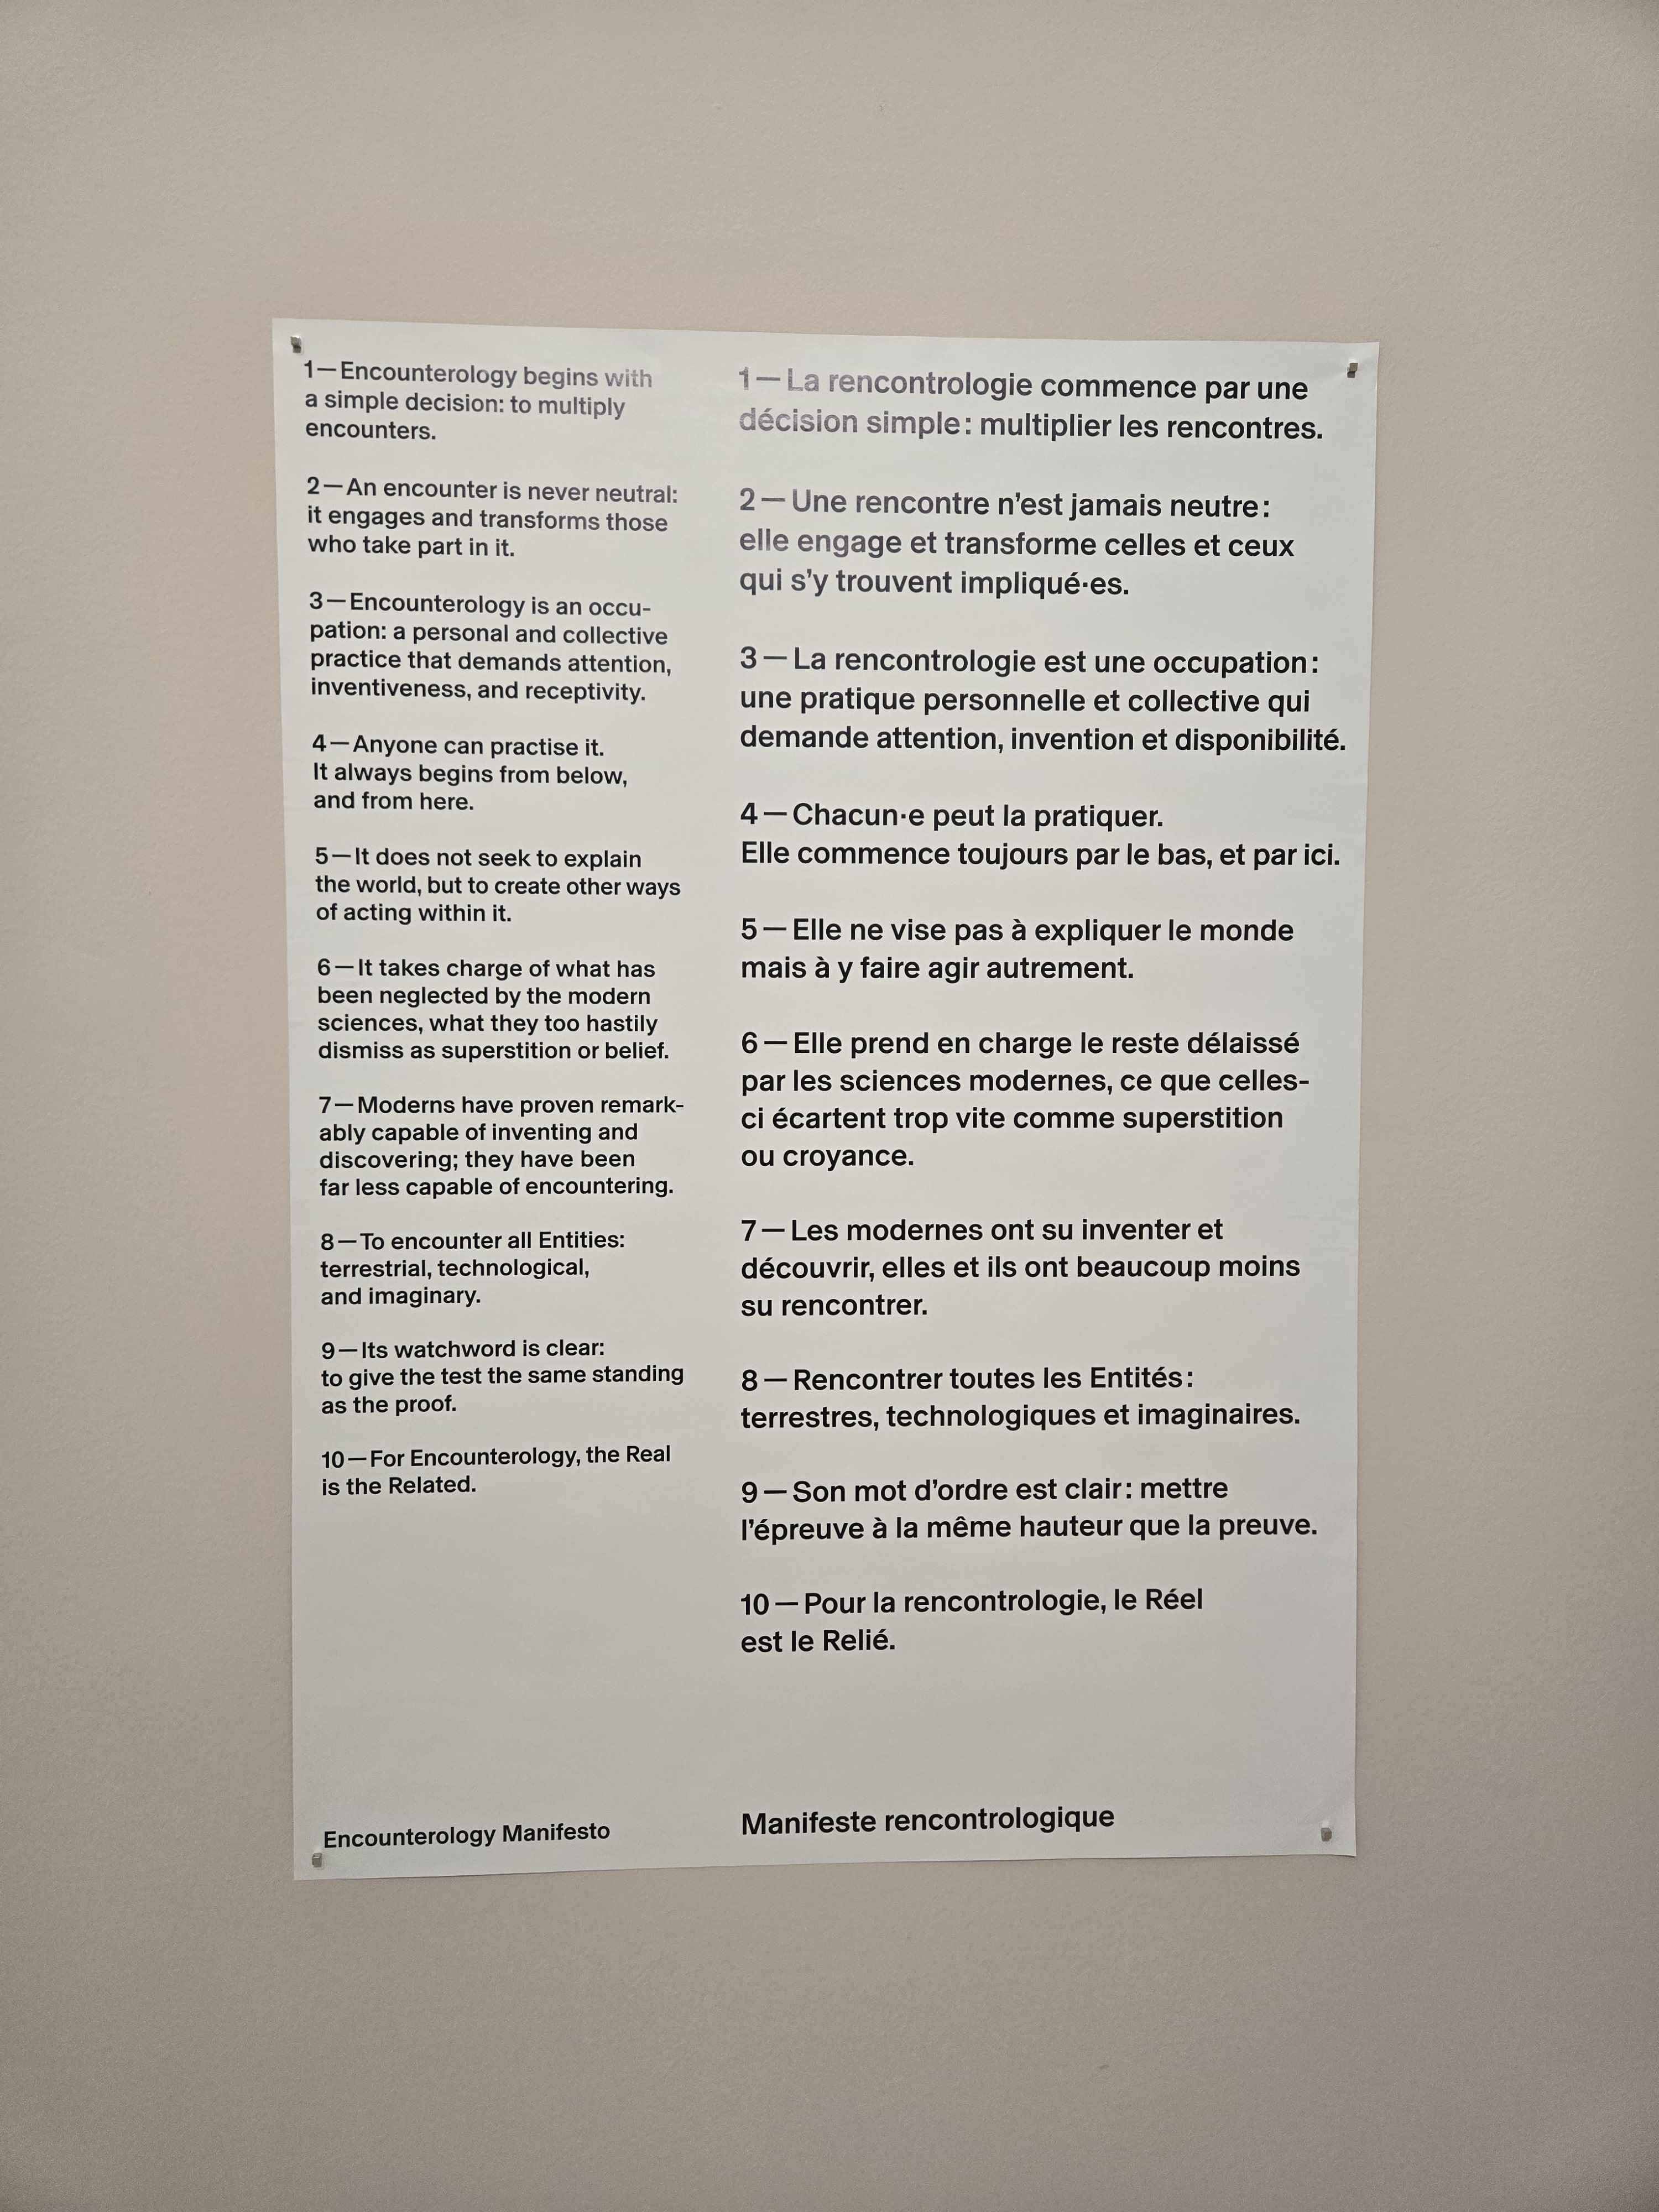 1—Encounterology begins with
a simple decision: to multiply
encounters.
2—An encounter is never neutral:
it engages and transforms those
who take part in it.
3—Encounterology is an occu-
pation: a personal and collective
practice that demands attention,
inventiveness, and receptivity.
4—Anyone can practise it.
It always begins from below,
and from here.
5—It does not seek to explain
the world, but to create other ways
of acting within it.
6—It takes charge of what has
been neglected by the modern
sciences, what they too hastily
dismiss as superstition or belief.
7—Moderns have proven remark-
ably capable of inventing and
discovering; they have been
far less capable of encountering.
8—To encounter all Entities:
terrestrial, technological,
and imaginary.
9—Its watchword is clear:
to give the test the same standing
as the proof.
10—For Encounterology, the Real
is the Related.
Encounterology Manifesto
1—La rencontrologie commence par une
décision simple : multiplier les rencontres.
2—Une rencontre n’est jamais neutre :
elle engage et transforme celles et ceux
qui s’y trouvent impliqué·es.
3—La rencontrologie est une occupation :
une pratique personnelle et collective qui
demande attention, invention et disponibilité.
4—Chacun·e peut la pratiquer.
Elle commence toujours par le bas, et par ici.
5—Elle ne vise pas à expliquer le monde
mais à y faire agir autrement.
6—Elle prend en charge le reste délaissé
par les sciences modernes, ce que celles-
ci écartent trop vite comme superstition
ou croyance.
7—Les modernes ont su inventer et
découvrir, elles et ils ont beaucoup moins
su rencontrer.
8—Rencontrer toutes les Entités :
terrestres, technologiques et imaginaires.
9—Son mot d’ordre est clair : mettre
l’épreuve à la même hauteur que la preuve.
10—Pour la rencontrologie, le Réel
est le Relié.
Manifeste rencontrologique